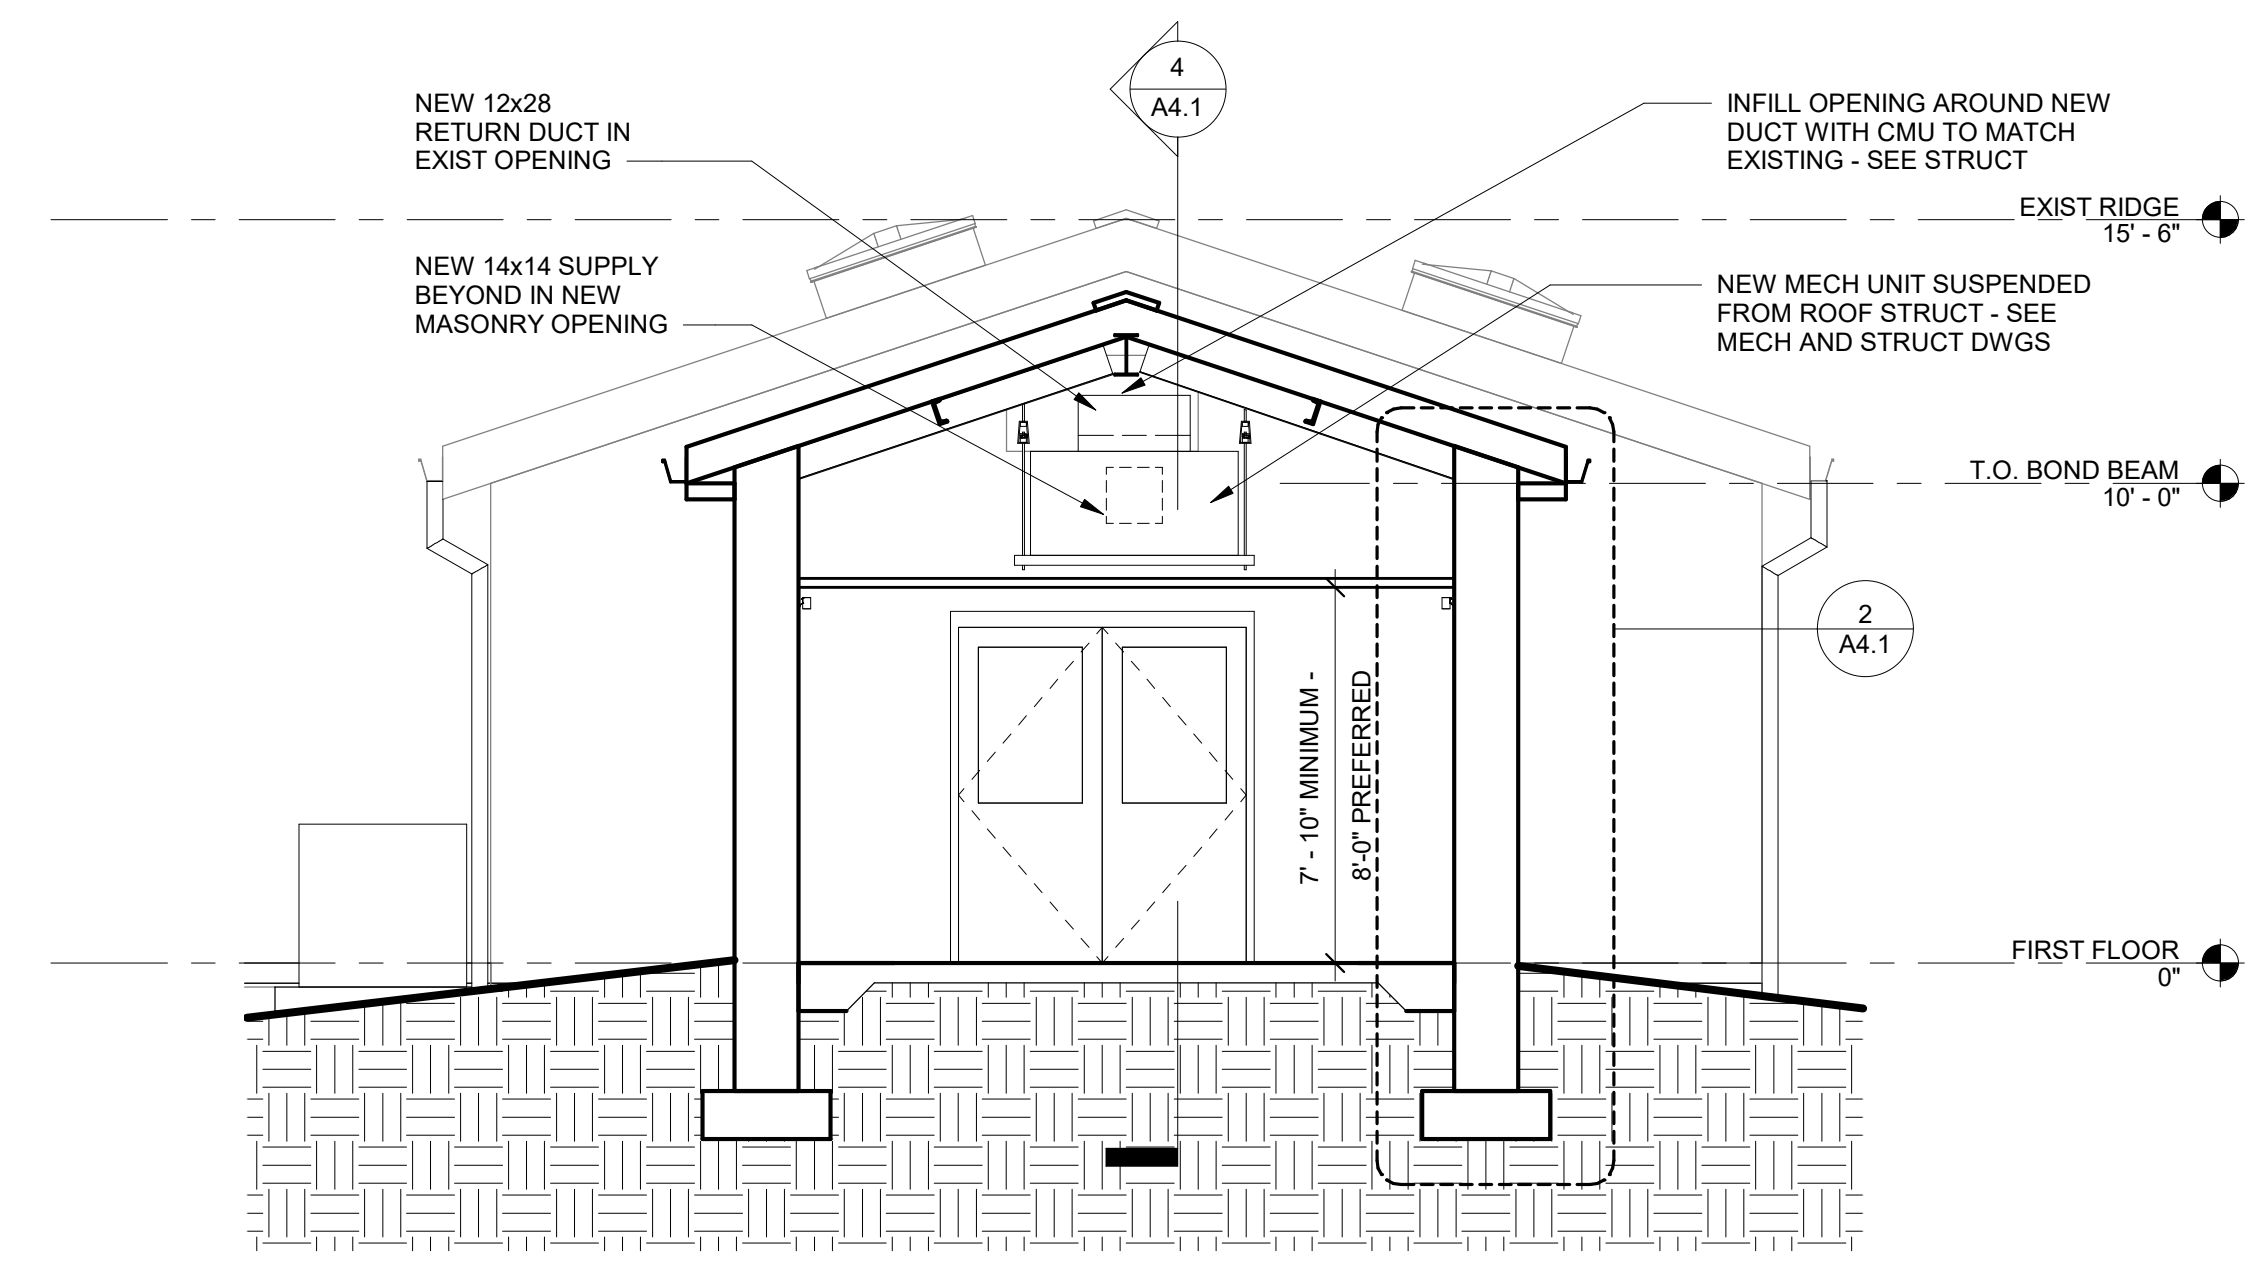 4
A4.1
NEW 12x28
RETURN DUCT IN
EXIST OPENING
INFILL OPENING AROUND NEW
DUCT WITH CMU TO MATCH
EXISTING - SEE STRUCT
EXIST RIDGE
15' - 6"
NEW 14x14 SUPPLY
BEYOND IN NEW
MASONRY OPENING
NEW MECH UNIT SUSPENDED
FROM ROOF STRUCT - SEE
MECH AND STRUCT DWGS
T.O. BOND BEAM
10' - 0"
2
A4.1
7' - 10" MINIMUM -
8'-0" PREFERRED
FIRST FLOOR
0"